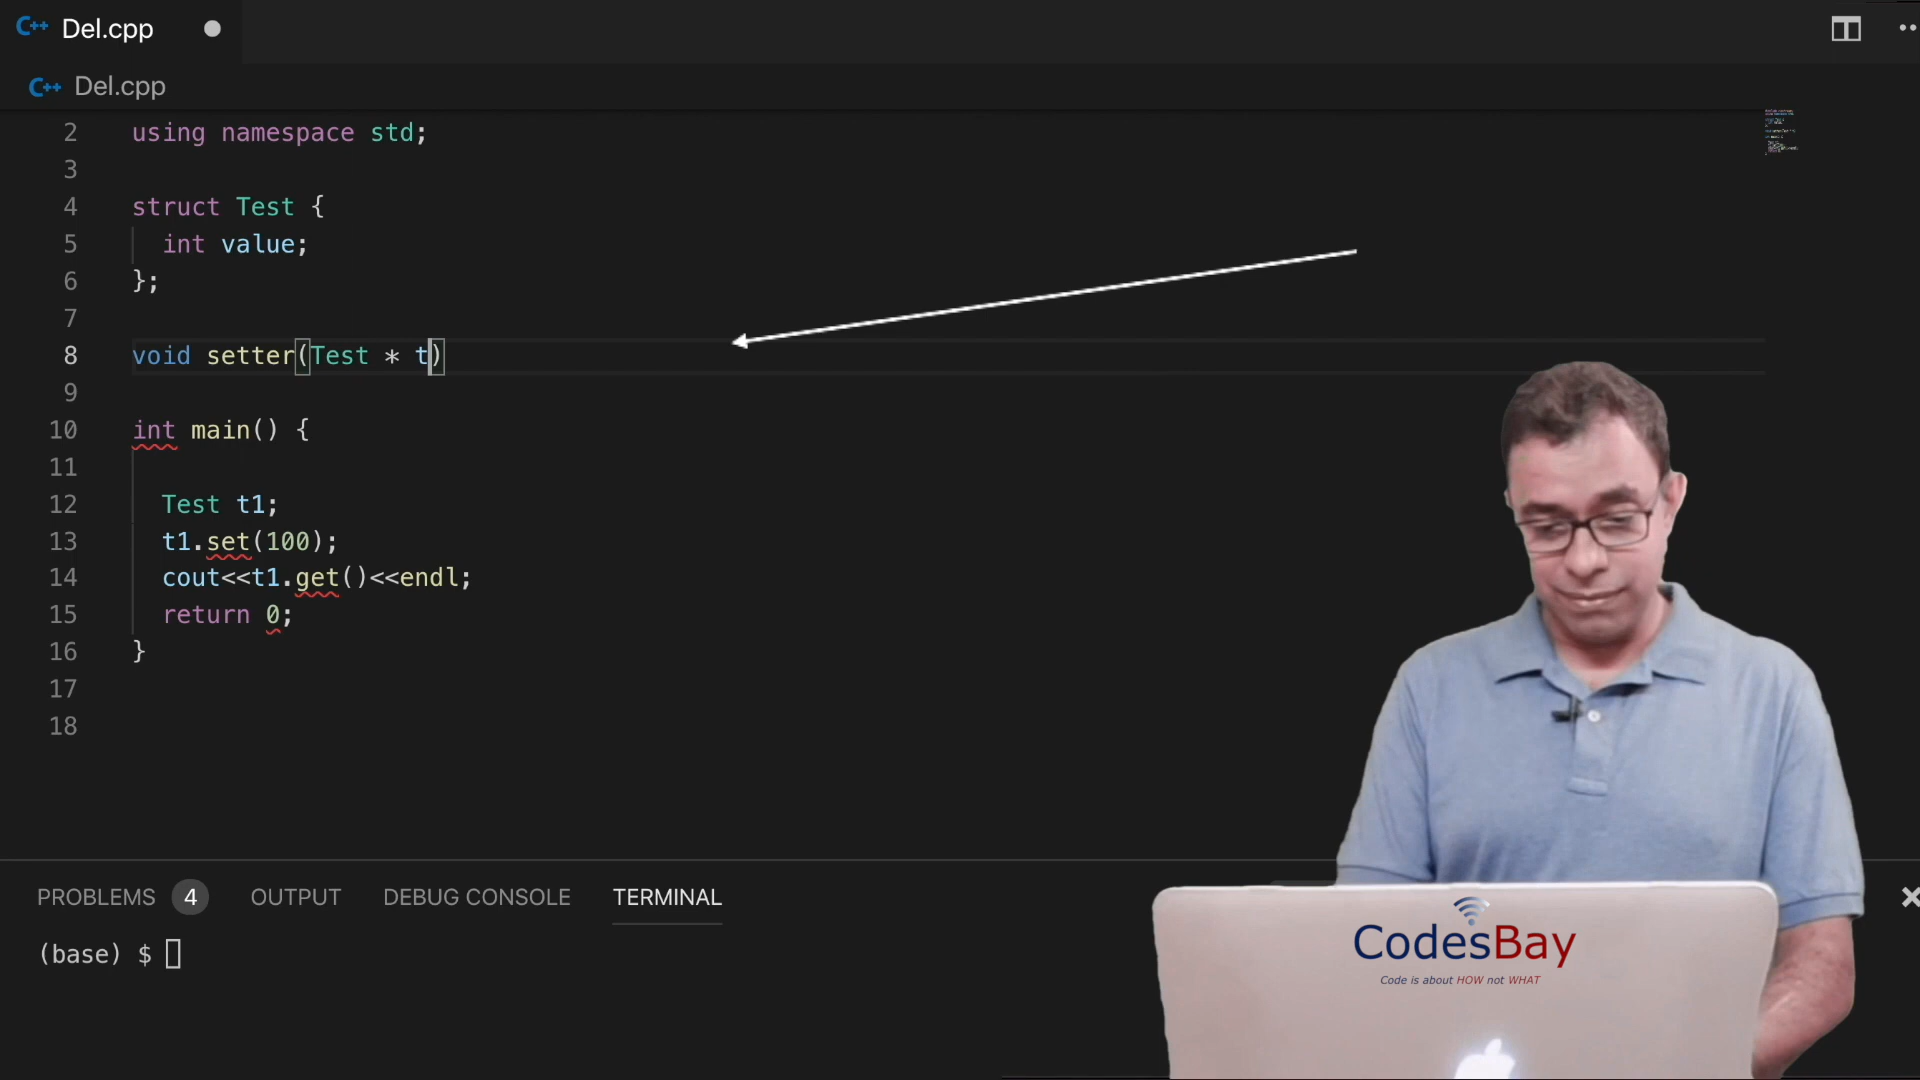 Del.cpp
Del.cpp
2 using namespace std;
3
4 struct Test {
5 int value;
6 };
7
8 void setter(Test * t)
9
10 int main() {
11
12 Test t1;
13 t1.set(100);
14 cout<<t1.get()<<endl;
15 return 0;
16 }
17
18
PROBLEMS 4 OUTPUT DEBUG CONSOLE TERMINAL
(base) $
CodesBay
Code is about HOW not WHAT